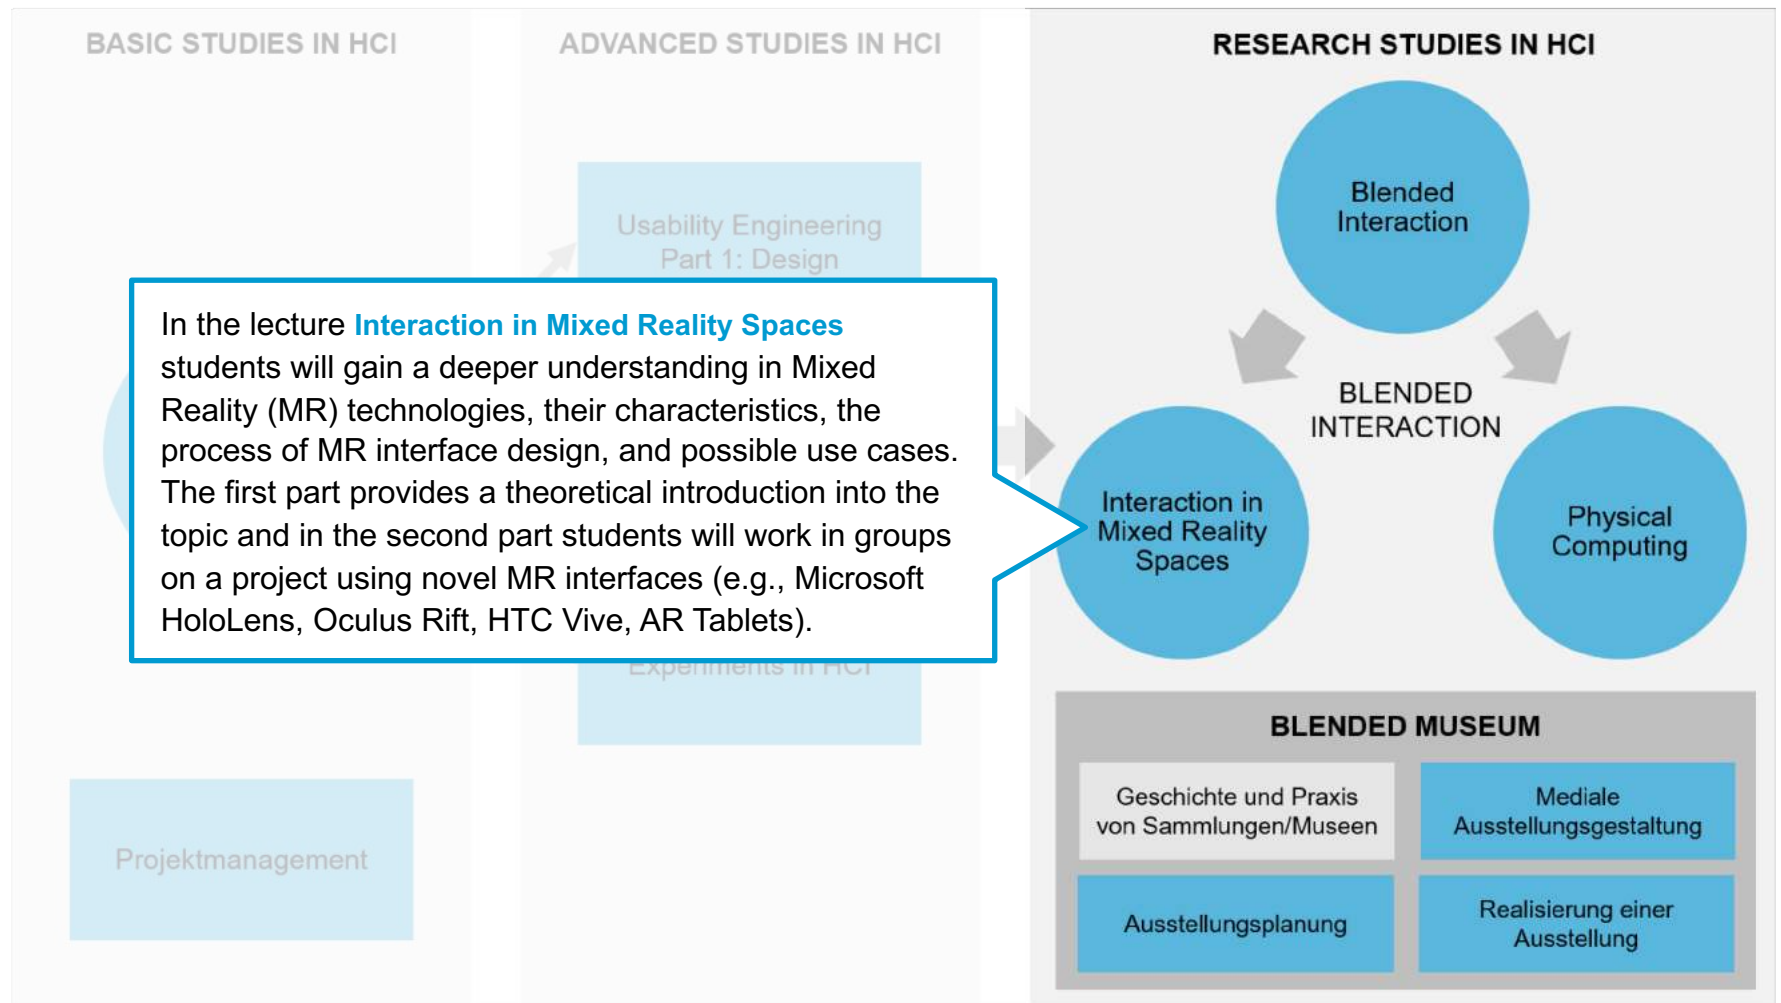 BASIC STUDIES IN HCI
ADVANCED STUDIES IN HCI
RESEARCH STUDIES IN HCI
Usability Engineering
Part 1: Design
In the lecture Interaction in Mixed Reality Spaces
students will gain a deeper understanding in Mixed
Reality (MR) technologies, their characteristics, the
process of MR interface design, and possible use cases.
The first part provides a theoretical introduction into the
topic and in the second part students will work in groups
on a project using novel MR interfaces (e.g., Microsoft
HoloLens, Oculus Rift, HTC Vive, AR Tablets).
Experiments in HCI
Projektmanagement
Blended
Interaction
BLENDED
INTERACTION
Interaction in
Mixed Reality
Spaces
Physical
Computing
BLENDED MUSEUM
Geschichte und Praxis
von Sammlungen/Museen
Mediale
Ausstellungsgestaltung
Ausstellungsplanung
Realisierung einer
Ausstellung